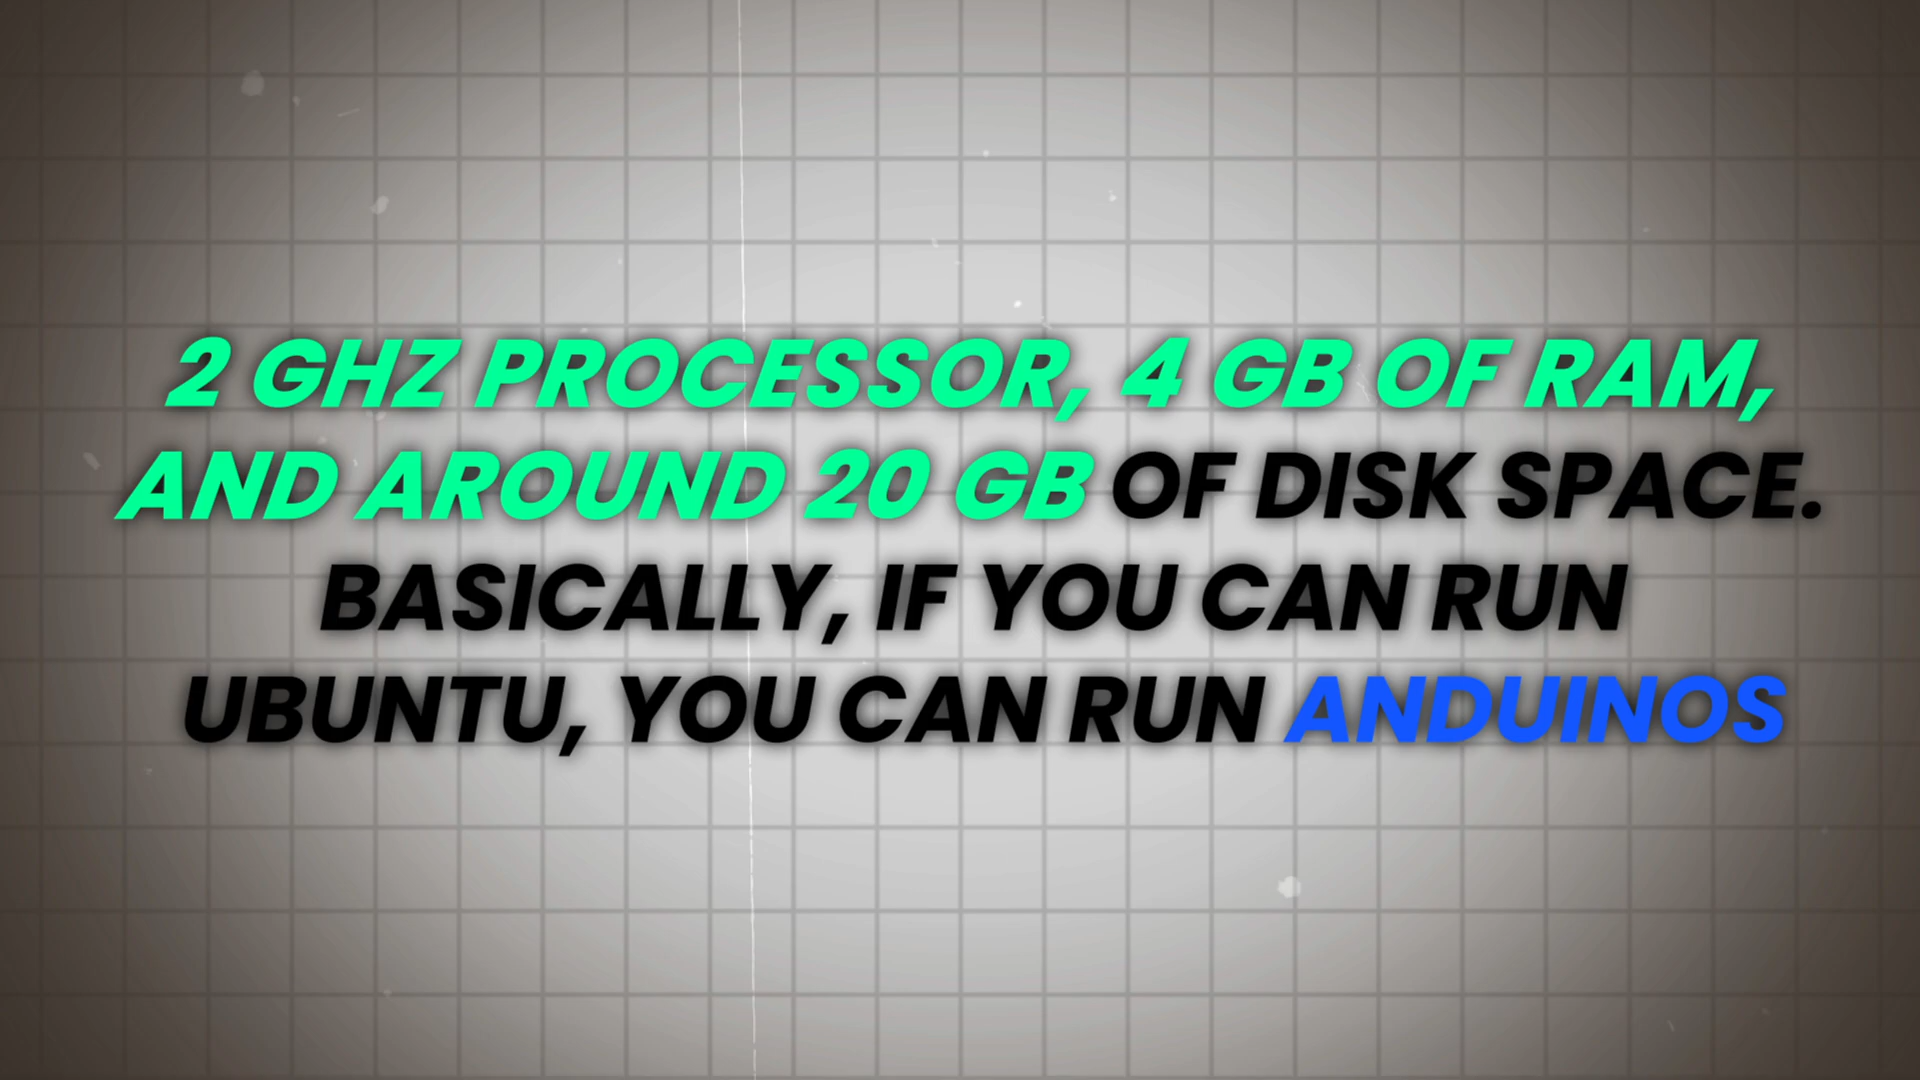 2 GHZ PROCESSOR, 4 GB OF RAM,
AND AROUND 20 GB OF DISK SPACE.
BASICALLY, IF YOU CAN RUN
UBUNTU, YOU CAN RUN ANDUINOS